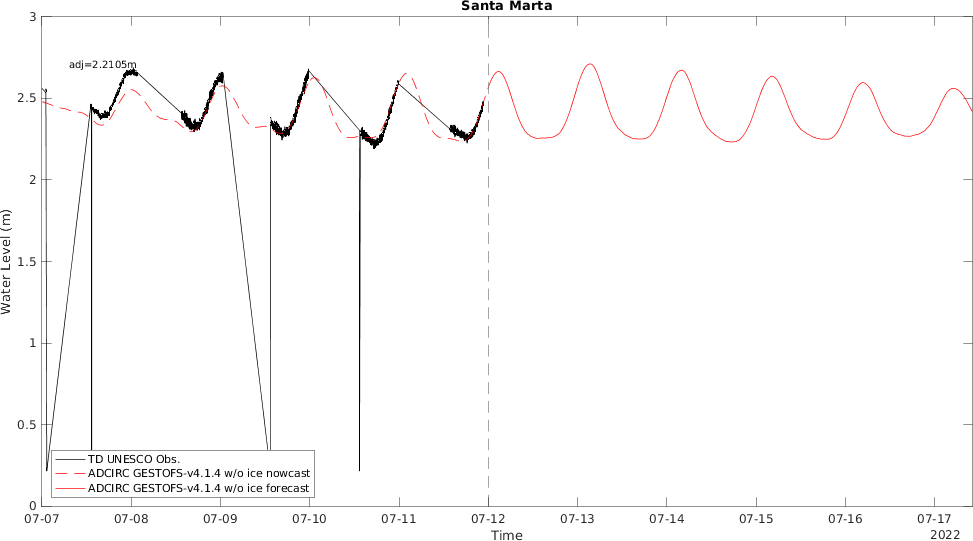 Santa Marta
3
adj=2.2105m
2.5
2
1.5
1
0.5
0
Water Level (m)
TD UNESCO Obs.
ADCIRC GESTOFS-v4.1.4 w/o ice nowcast
ADCIRC GESTOFS-v4.1.4 w/o ice forecast
07-07 07-08 07-09 07-10 07-11 07-12 07-13 07-14 07-15 07-16 07-17
Time
2022